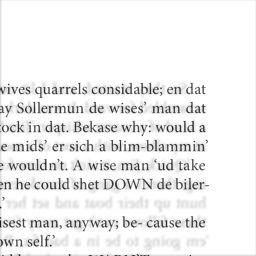 wives quarrels considable; en dat
ay Sollermun de wises’ man dat
tock in dat. Bekase why: would a
e mids’ er sich a blim-blammin’
e wouldn’t. A wise man ‘ud take
en he could shet DOWN de biler-
.’
isest man, anyway; be- cause the
own self.’